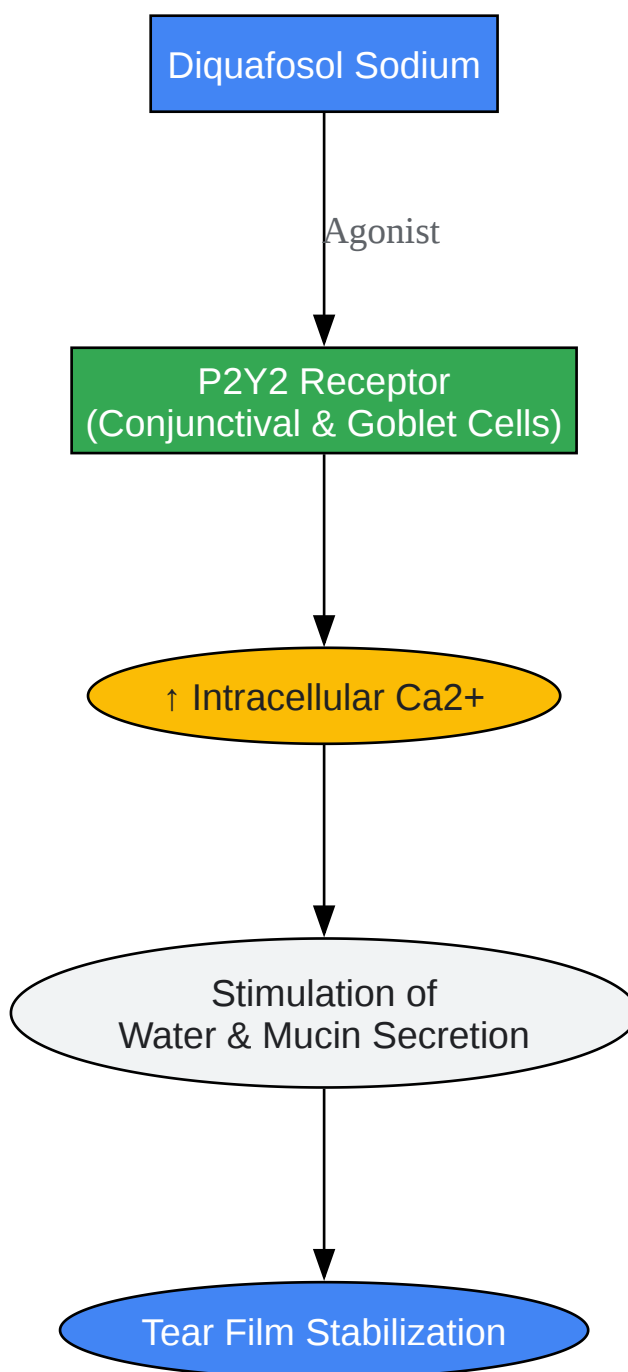 Diquafosol Sodium
Agonist
P2Y2 Receptor
(Conjunctival & Goblet Cells)
↑ Intracellular Ca2+
Stimulation of
Water & Mucin Secretion
Tear Film Stabilization